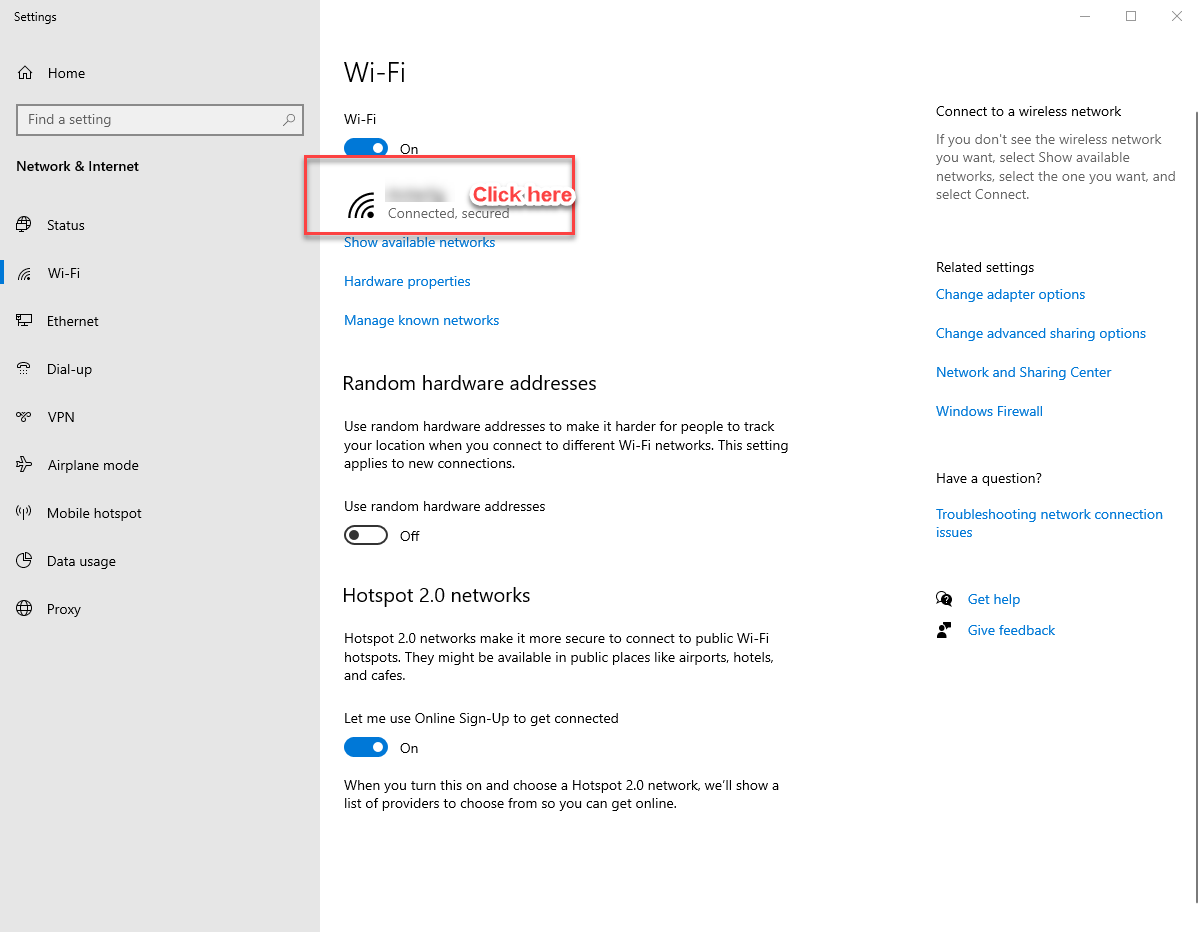 Settings
Home
Find a setting
Network & Internet
Status
Wi-Fi
Ethernet
Dial-up
VPN
Airplane mode
Mobile hotspot
Data usage
Proxy
Wi-Fi
Wi-Fi
On
Click here
Connected, secured
Show available networks
Hardware properties
Manage known networks
Random hardware addresses
Use random hardware addresses to make it harder for people to track
your location when you connect to different Wi-Fi networks. This setting
applies to new connections.
Use random hardware addresses
Off
Hotspot 2.0 networks
Hotspot 2.0 networks make it more secure to connect to public Wi-Fi
hotspots. They might be available in public places like airports, hotels,
and cafes.
Let me use Online Sign-Up to get connected
On
When you turn this on and choose a Hotspot 2.0 network, we'll show a
list of providers to choose from so you can get online.
Connect to a wireless network
If you don't see the wireless network
you want, select Show available
networks, select the one you want, and
select Connect.
Related settings
Change adapter options
Change advanced sharing options
Network and Sharing Center
Windows Firewall
Have a question?
Troubleshooting network connection
issues
Get help
Give feedback